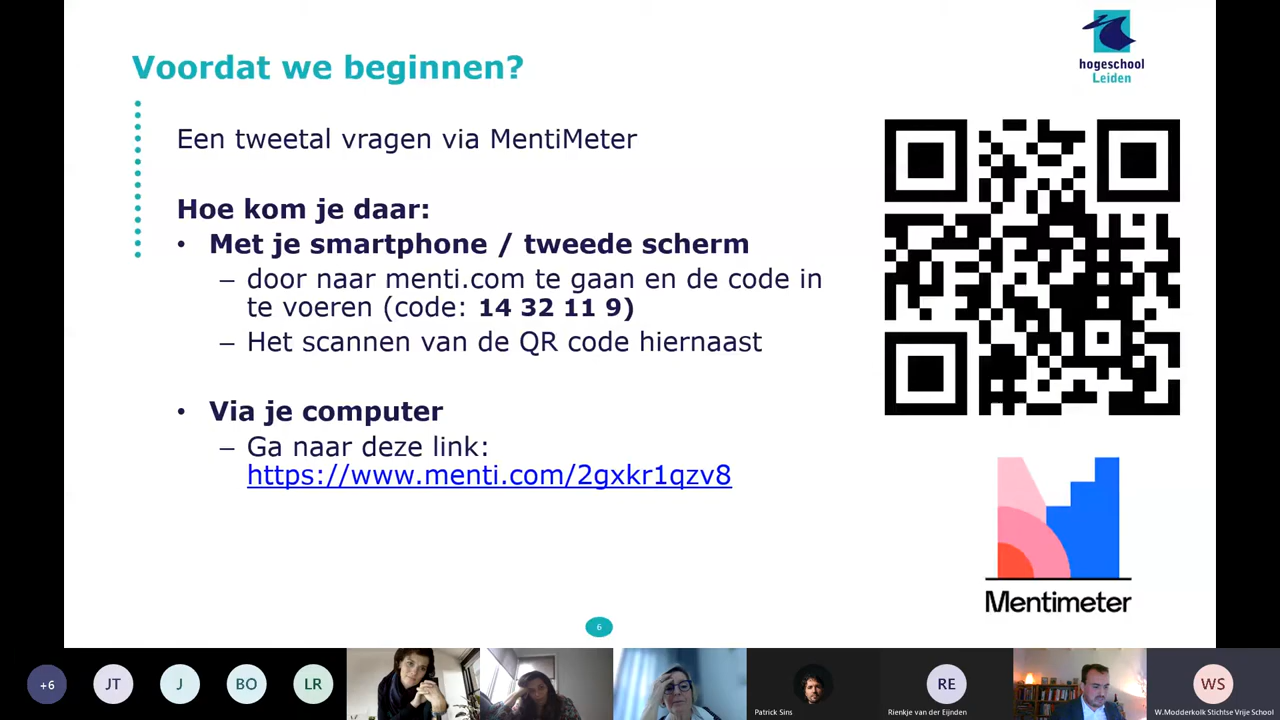 Voordat we beginnen?
hogeschool
Leiden
Een tweetal vragen via MentiMeter
Hoe kom je daar:
• Met je smartphone / tweede scherm
– door naar menti.com te gaan en de code in
te voeren (code: 14 32 11 9)
– Het scannen van de QR code hiernaast
• Via je computer
– Ga naar deze link:
https://www.menti.com/2gxkr1qzv8
Mentimeter
6
+6
JT
J
BO
LR
Patrick Sins
RE
Rienkje van der Eijnden
WS
W.Modderkolk Stichtse Vrije School